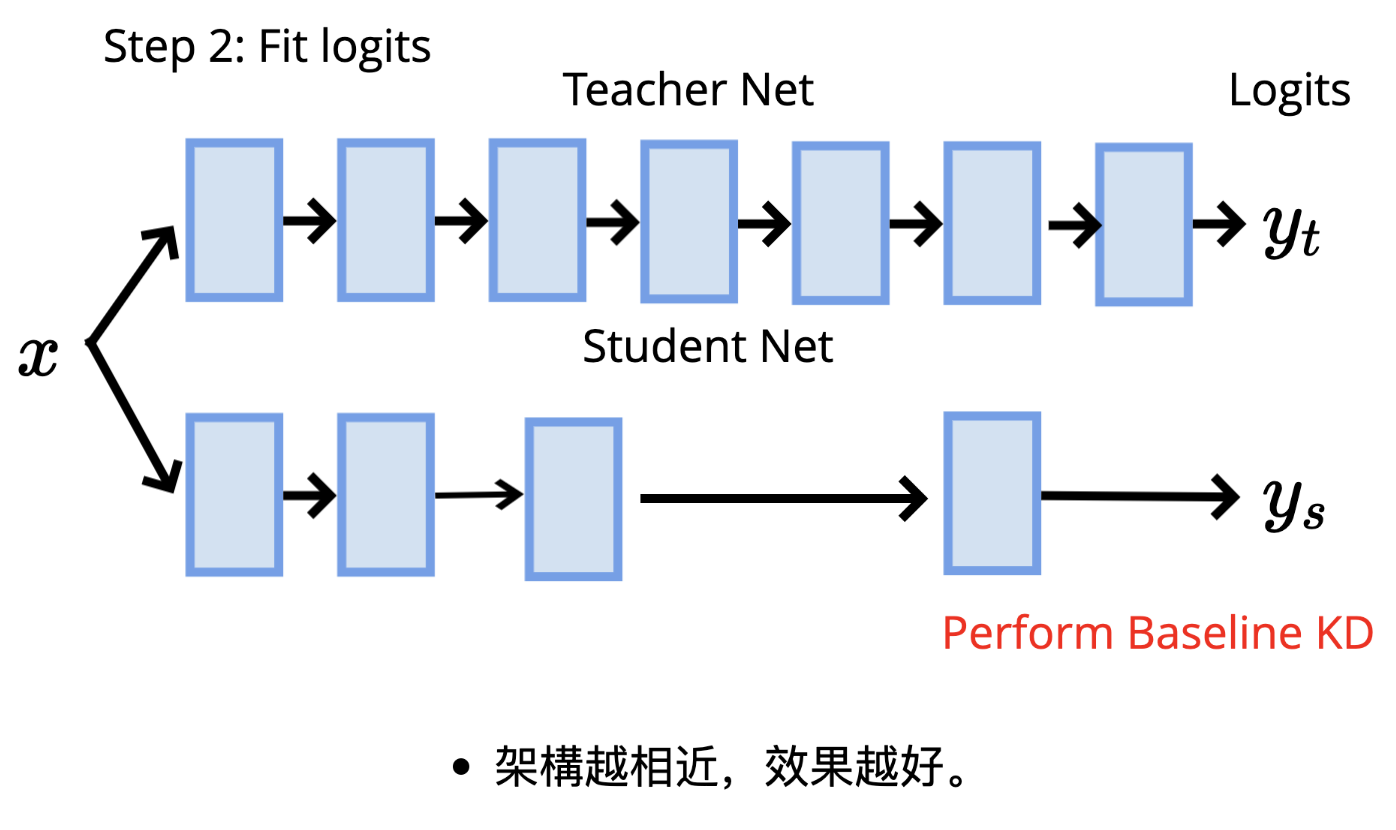 Step 2: Fit logits
Teacher Net
Logits
x
y_t
Student Net
y_s
Perform Baseline KD
• 架構越相近，效果越好。